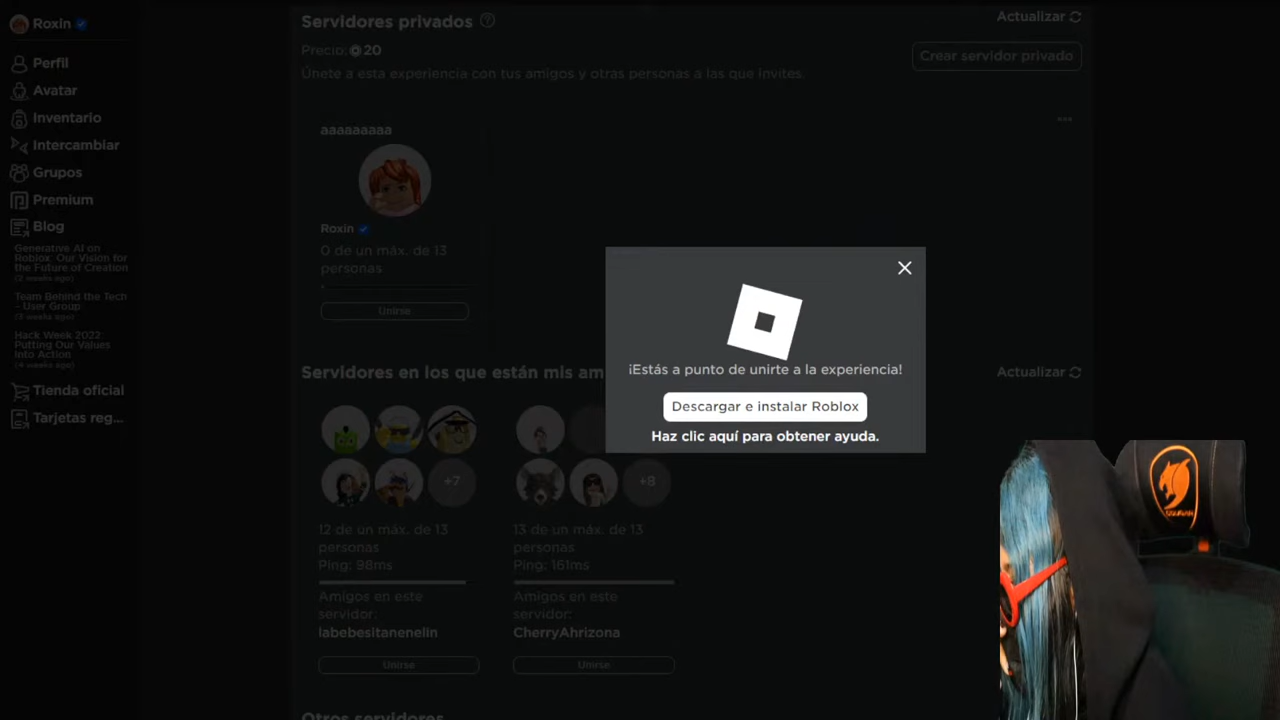 Roxin
Perfil
Avatar
Inventario
Intercambiar
Grupos
Premium
Blog
Generative AI on
Roblox: Our Vision for
the Future of Creation
(2 weeks ago)
Team Behind the Tech
- User Group
(3 weeks ago)
Hack Week 2022:
Putting Our Values
Into Action
(4 weeks ago)
Tienda oficial
Tarjetas reg...
Servidores privados
Actualizar
Precio: 20
Crear servidor privado
Únete a esta experiencia con tus amigos y otras personas a las que invites.
aaaaaaaaa
Roxin
0 de un máx. de 13
personas
Unirse
¡Estás a punto de unirte a la experiencia!
Descargar e instalar Roblox
Haz clic aquí para obtener ayuda.
Servidores en los que están mis am
Actualizar
+7
+8
12 de un máx. de 13
personas
Ping: 98ms
Amigos en este
servidor:
labebesitanenelin
Unirse
13 de un máx. de 13
personas
Ping: 161ms
Amigos en este
servidor:
CherryAhrizona
Unirse
Otros servidores
COUGAR